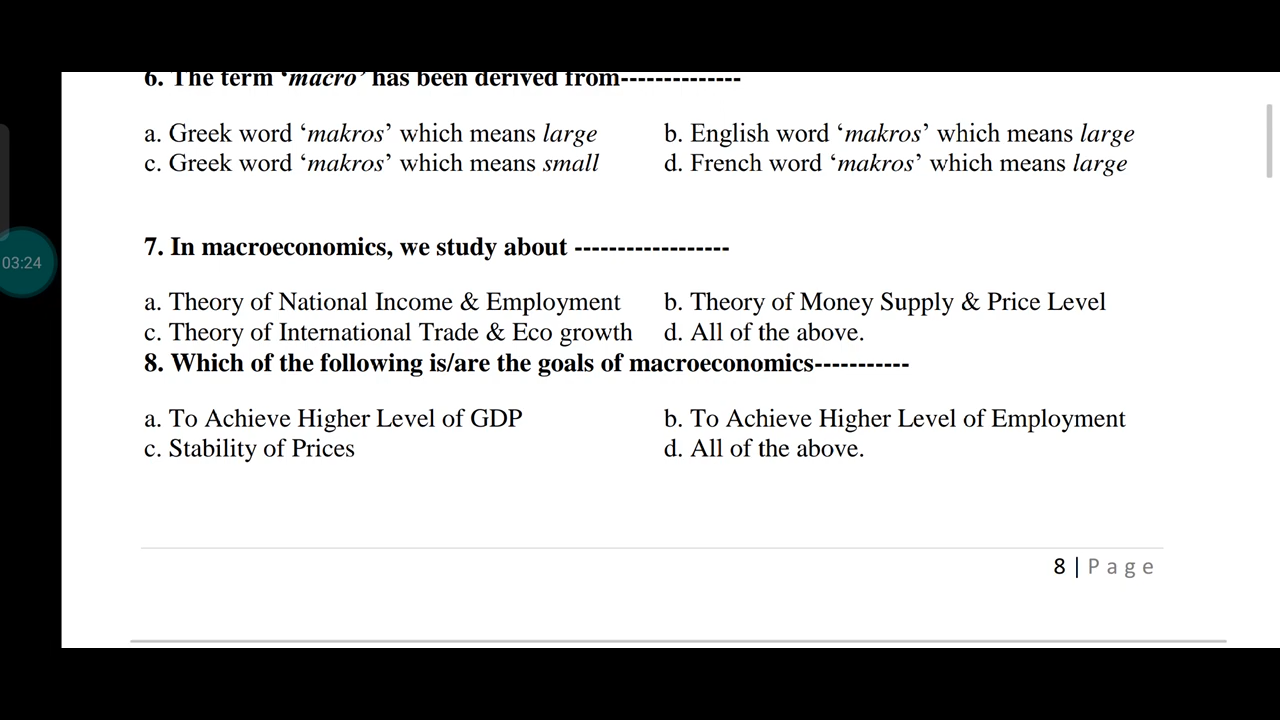 6. The term ‘macro’ has been derived from--------------
a. Greek word ‘makros’ which means large b. English word ‘makros’ which means large
c. Greek word ‘makros’ which means small d. French word ‘makros’ which means large
7. In macroeconomics, we study about ------------------
a. Theory of National Income & Employment b. Theory of Money Supply & Price Level
c. Theory of International Trade & Eco growth d. All of the above.
8. Which of the following is/are the goals of macroeconomics-----------
a. To Achieve Higher Level of GDP b. To Achieve Higher Level of Employment
c. Stability of Prices d. All of the above.
8 | Page
03:24